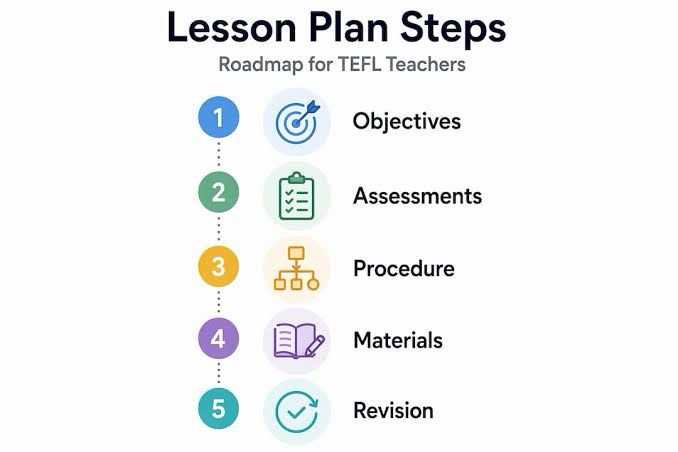 Lesson Plan Steps
Roadmap for TEFL Teachers
1 Objectives
2 Assessments
3 Procedure
4 Materials
5 Revision